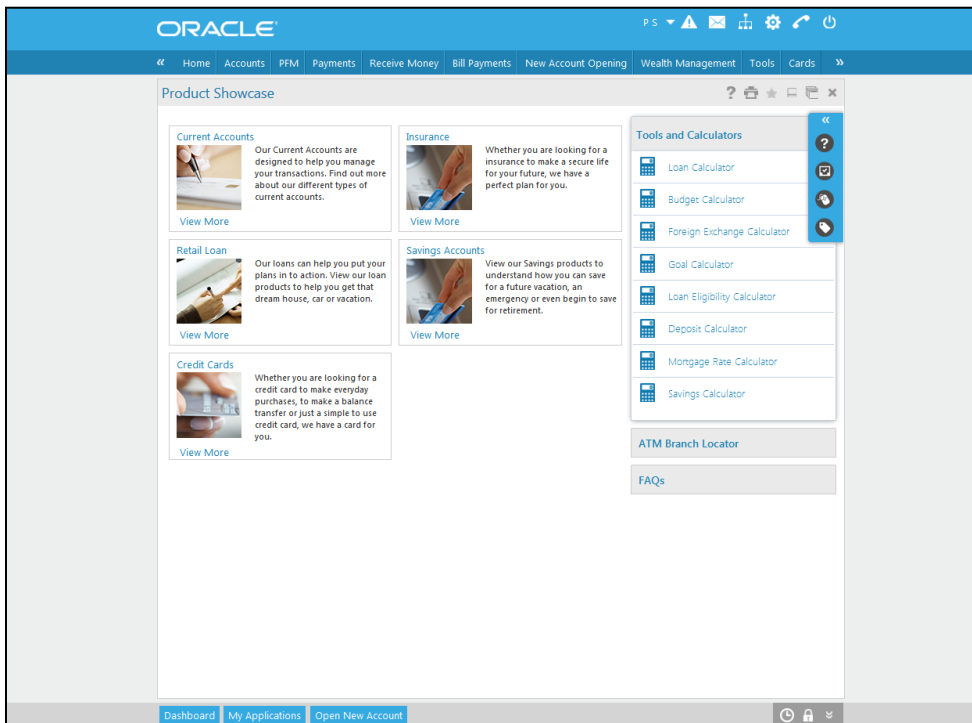 ORACLE
P S
Home Accounts PFM Payments Receive Money Bill Payments New Account Opening Wealth Management Tools Cards
Product Showcase
Current Accounts
Our Current Accounts are
designed to help you manage
your transactions. Find out more
about our different types of
current accounts.
View More
Insurance
Whether you are looking for a
insurance to make a secure life
for your future, we have a
perfect plan for you.
View More
Retail Loan
Our loans can help you put your
plans in to action. View our loan
products to help you get that
dream house, car or vacation.
View More
Savings Accounts
View our Savings products to
understand how you can save
for a future vacation, an
emergency or even begin to save
for retirement.
View More
Credit Cards
Whether you are looking for a
credit card to make everyday
purchases, to make a balance
transfer or just a simple to use
credit card, we have a card for
you.
View More
Tools and Calculators
Loan Calculator
Budget Calculator
Foreign Exchange Calculator
Goal Calculator
Loan Eligibility Calculator
Deposit Calculator
Mortgage Rate Calculator
Savings Calculator
ATM Branch Locator
FAQs
Dashboard My Applications Open New Account